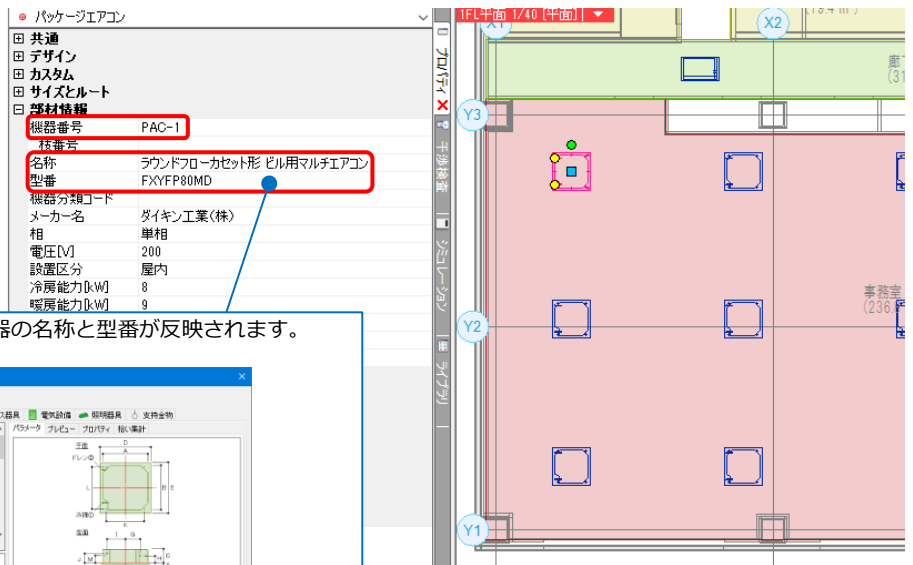 パッケージエアコン
共通
デザイン
カスタム
サイズとルート
部材情報
機器番号 PAC-1
枝番号
名称 ラウンドフローカセット形 ビル用マルチエアコン
型番 FXYFP80MD
機器分類コード
メーカー名 ダイキン工業(株)
相 単相
電圧[V] 200
設置区分 屋内
冷房能力[kW] 8
暖房能力[kW] 9
器の名称と型番が反映されます。
ス器具 電気設備 照明器具 支持金物
パラメータ プレビュー プロパティ 拾い集計
平面
D
A
ドレン②
L
B E
冷媒①
K
I G
J M
H
C
プロパティ
干渉検査
シミュレーション
ライブラリ
1FL平面 1/40 [平面]
X1
X2
(19.4 m²)
廊下
(31
Y3
事務室
(236.
Y2
Y1